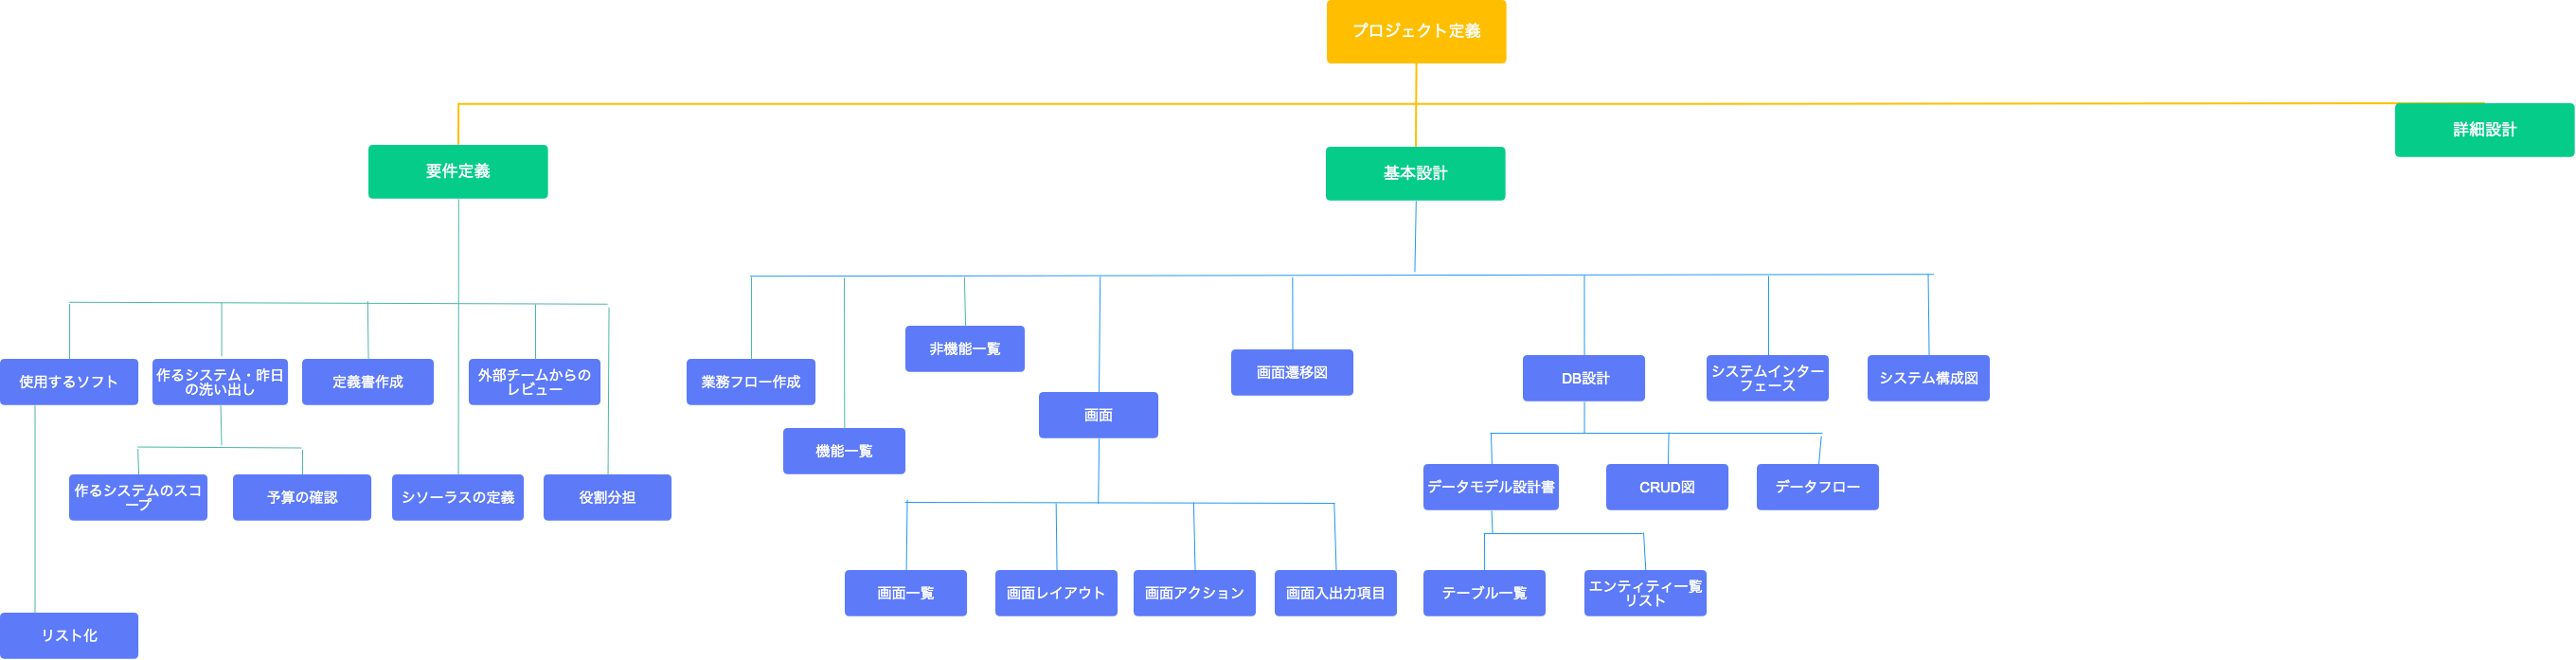 プロジェクト定義
詳細設計
要件定義
基本設計
使用するソフト
作るシステム・昨日
の洗い出し
定義書作成
外部チームからの
レビュー
業務フロー作成
機能一覧
非機能一覧
画面
画面遷移図
DB設計
システムインター
フェース
システム構成図
作るシステムのスコ
ープ
予算の確認
シソーラスの定義
役割分担
データモデル設計書
CRUD図
データフロー
画面一覧
画面レイアウト
画面アクション
画面入出力項目
テーブル一覧
エンティティ一覧
リスト
リスト化